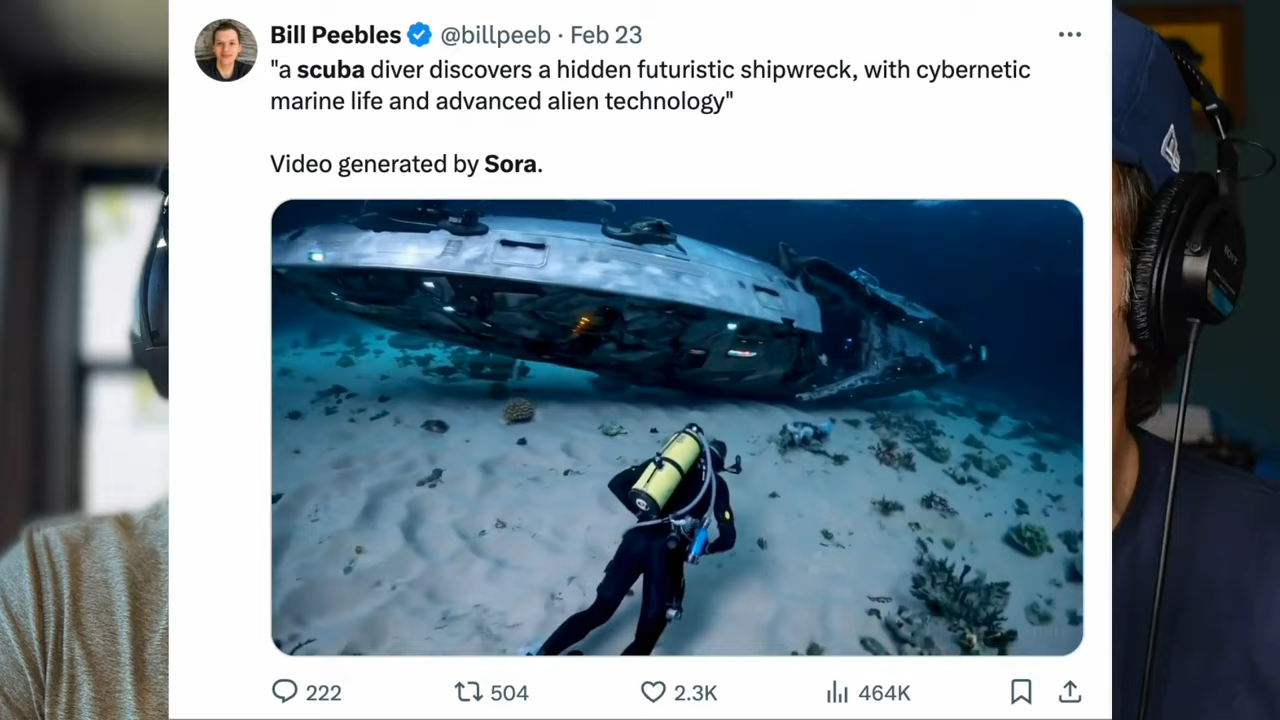 Bill Peebles @billpeeb · Feb 23
"a scuba diver discovers a hidden futuristic shipwreck, with cybernetic
marine life and advanced alien technology"
Video generated by Sora.
222 504 2.3K 464K
SONY